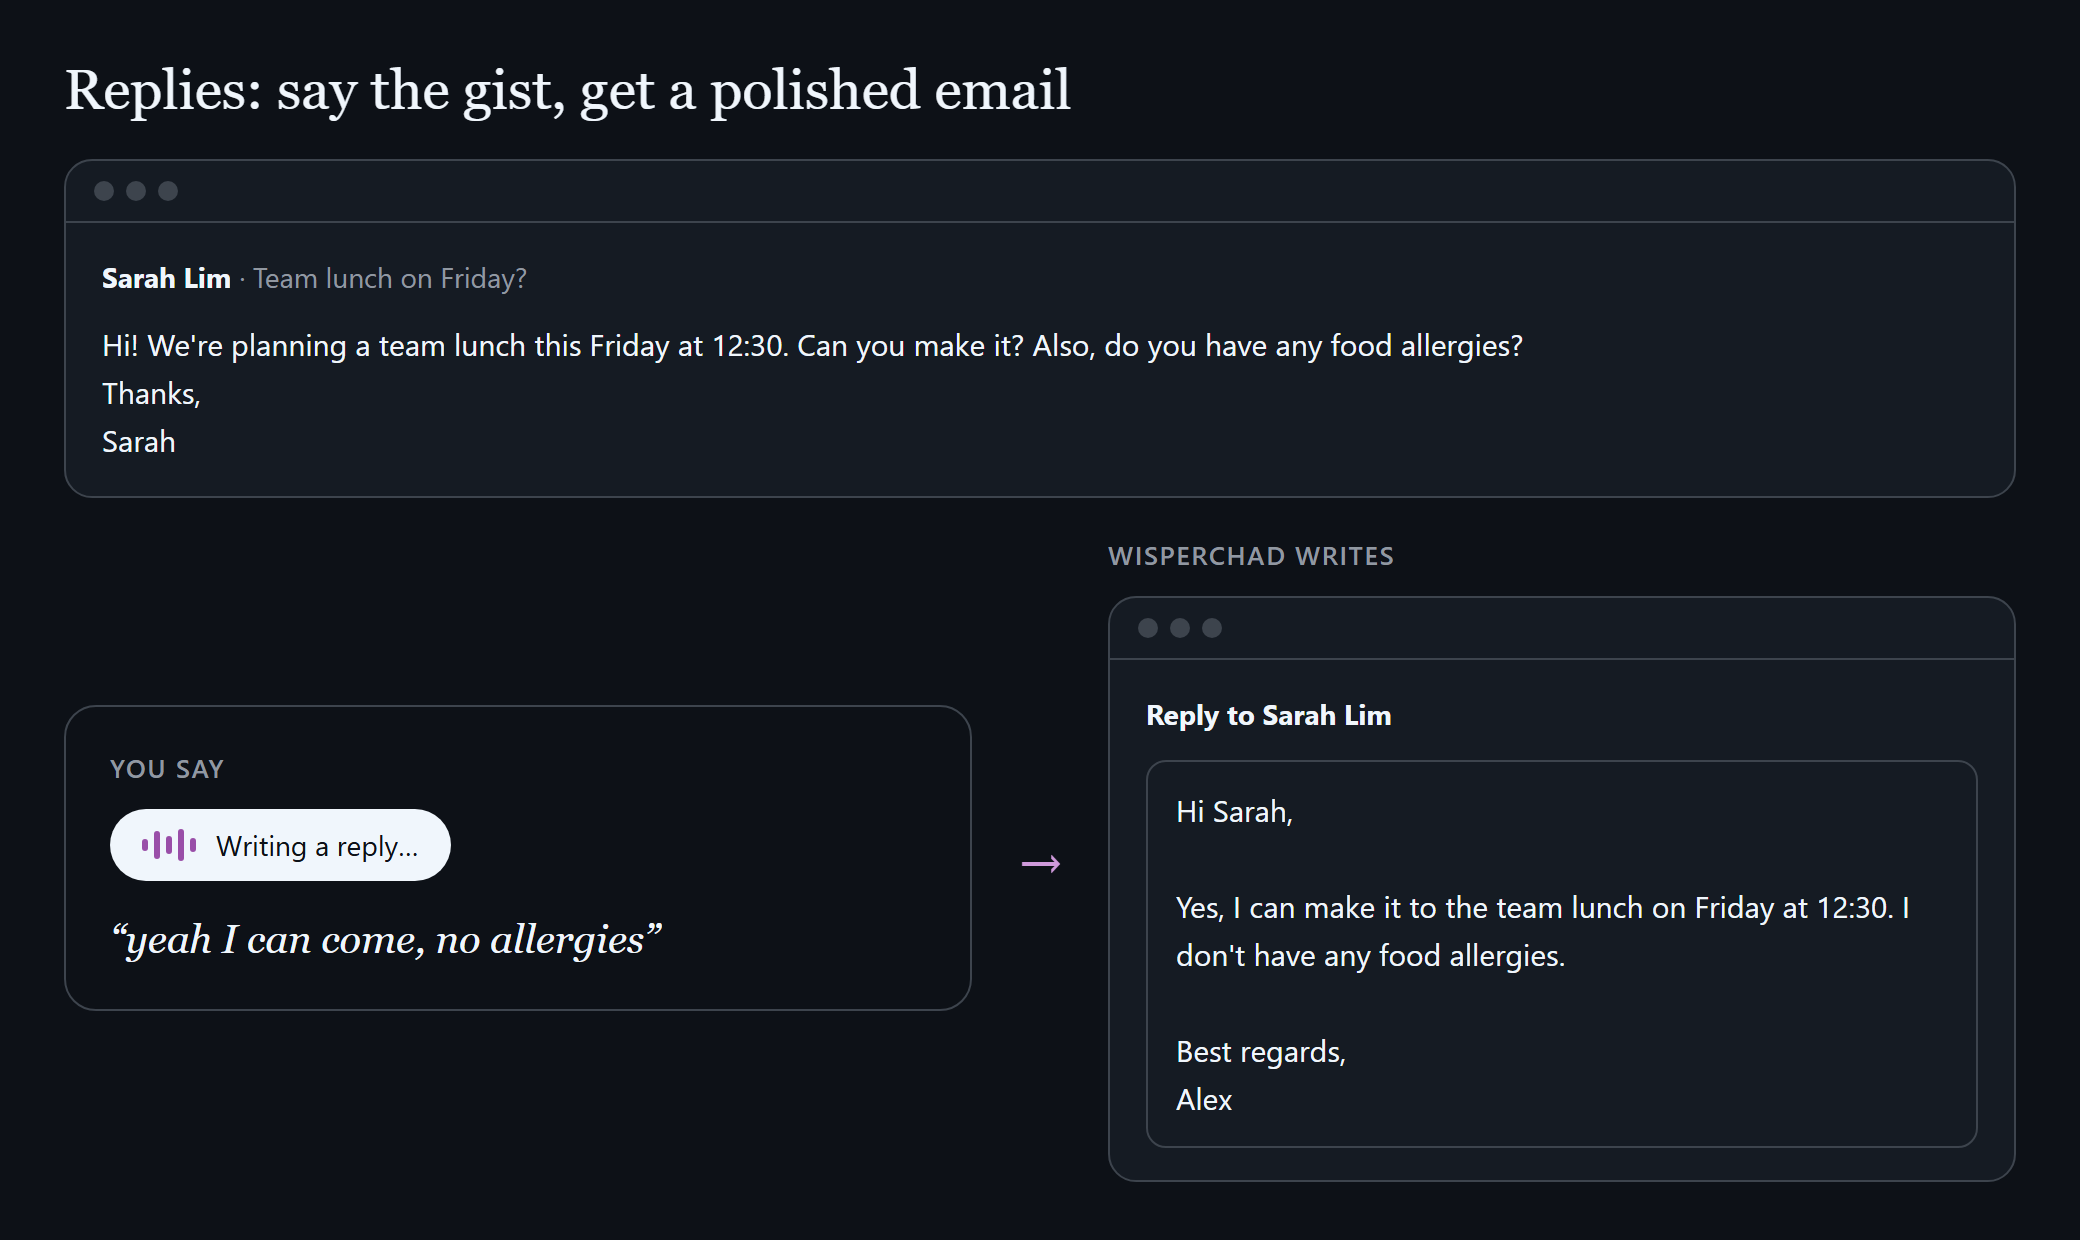 Replies: say the gist, get a polished email
Sarah Lim · Team lunch on Friday?
Hi! We're planning a team lunch this Friday at 12:30. Can you make it? Also, do you have any food allergies?
Thanks,
Sarah
YOU SAY
Writing a reply...
“yeah I can come, no allergies”
→
WISPERCHAD WRITES
Reply to Sarah Lim
Hi Sarah,
Yes, I can make it to the team lunch on Friday at 12:30. I
don't have any food allergies.
Best regards,
Alex